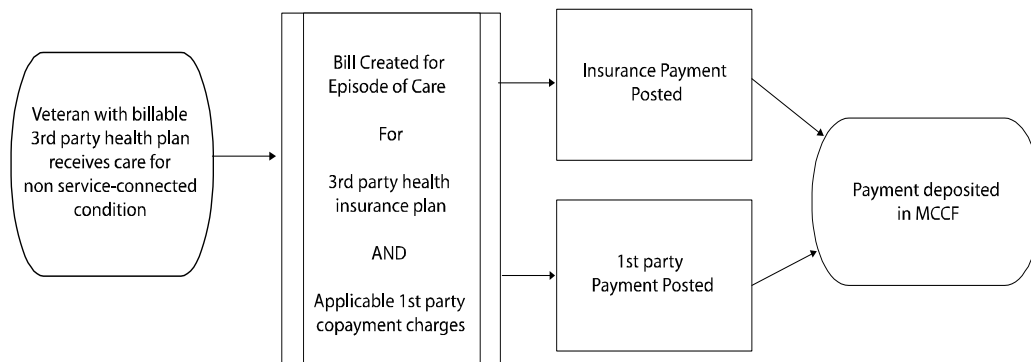 Veteran with billable
3rd party health plan
receives care for
non service-connected
condition
Bill Created for
Episode of Care
For
3rd party health
insurance plan
AND
Applicable 1st party
copayment charges
Insurance Payment
Posted
1st party
Payment Posted
Payment deposited
in MCCF